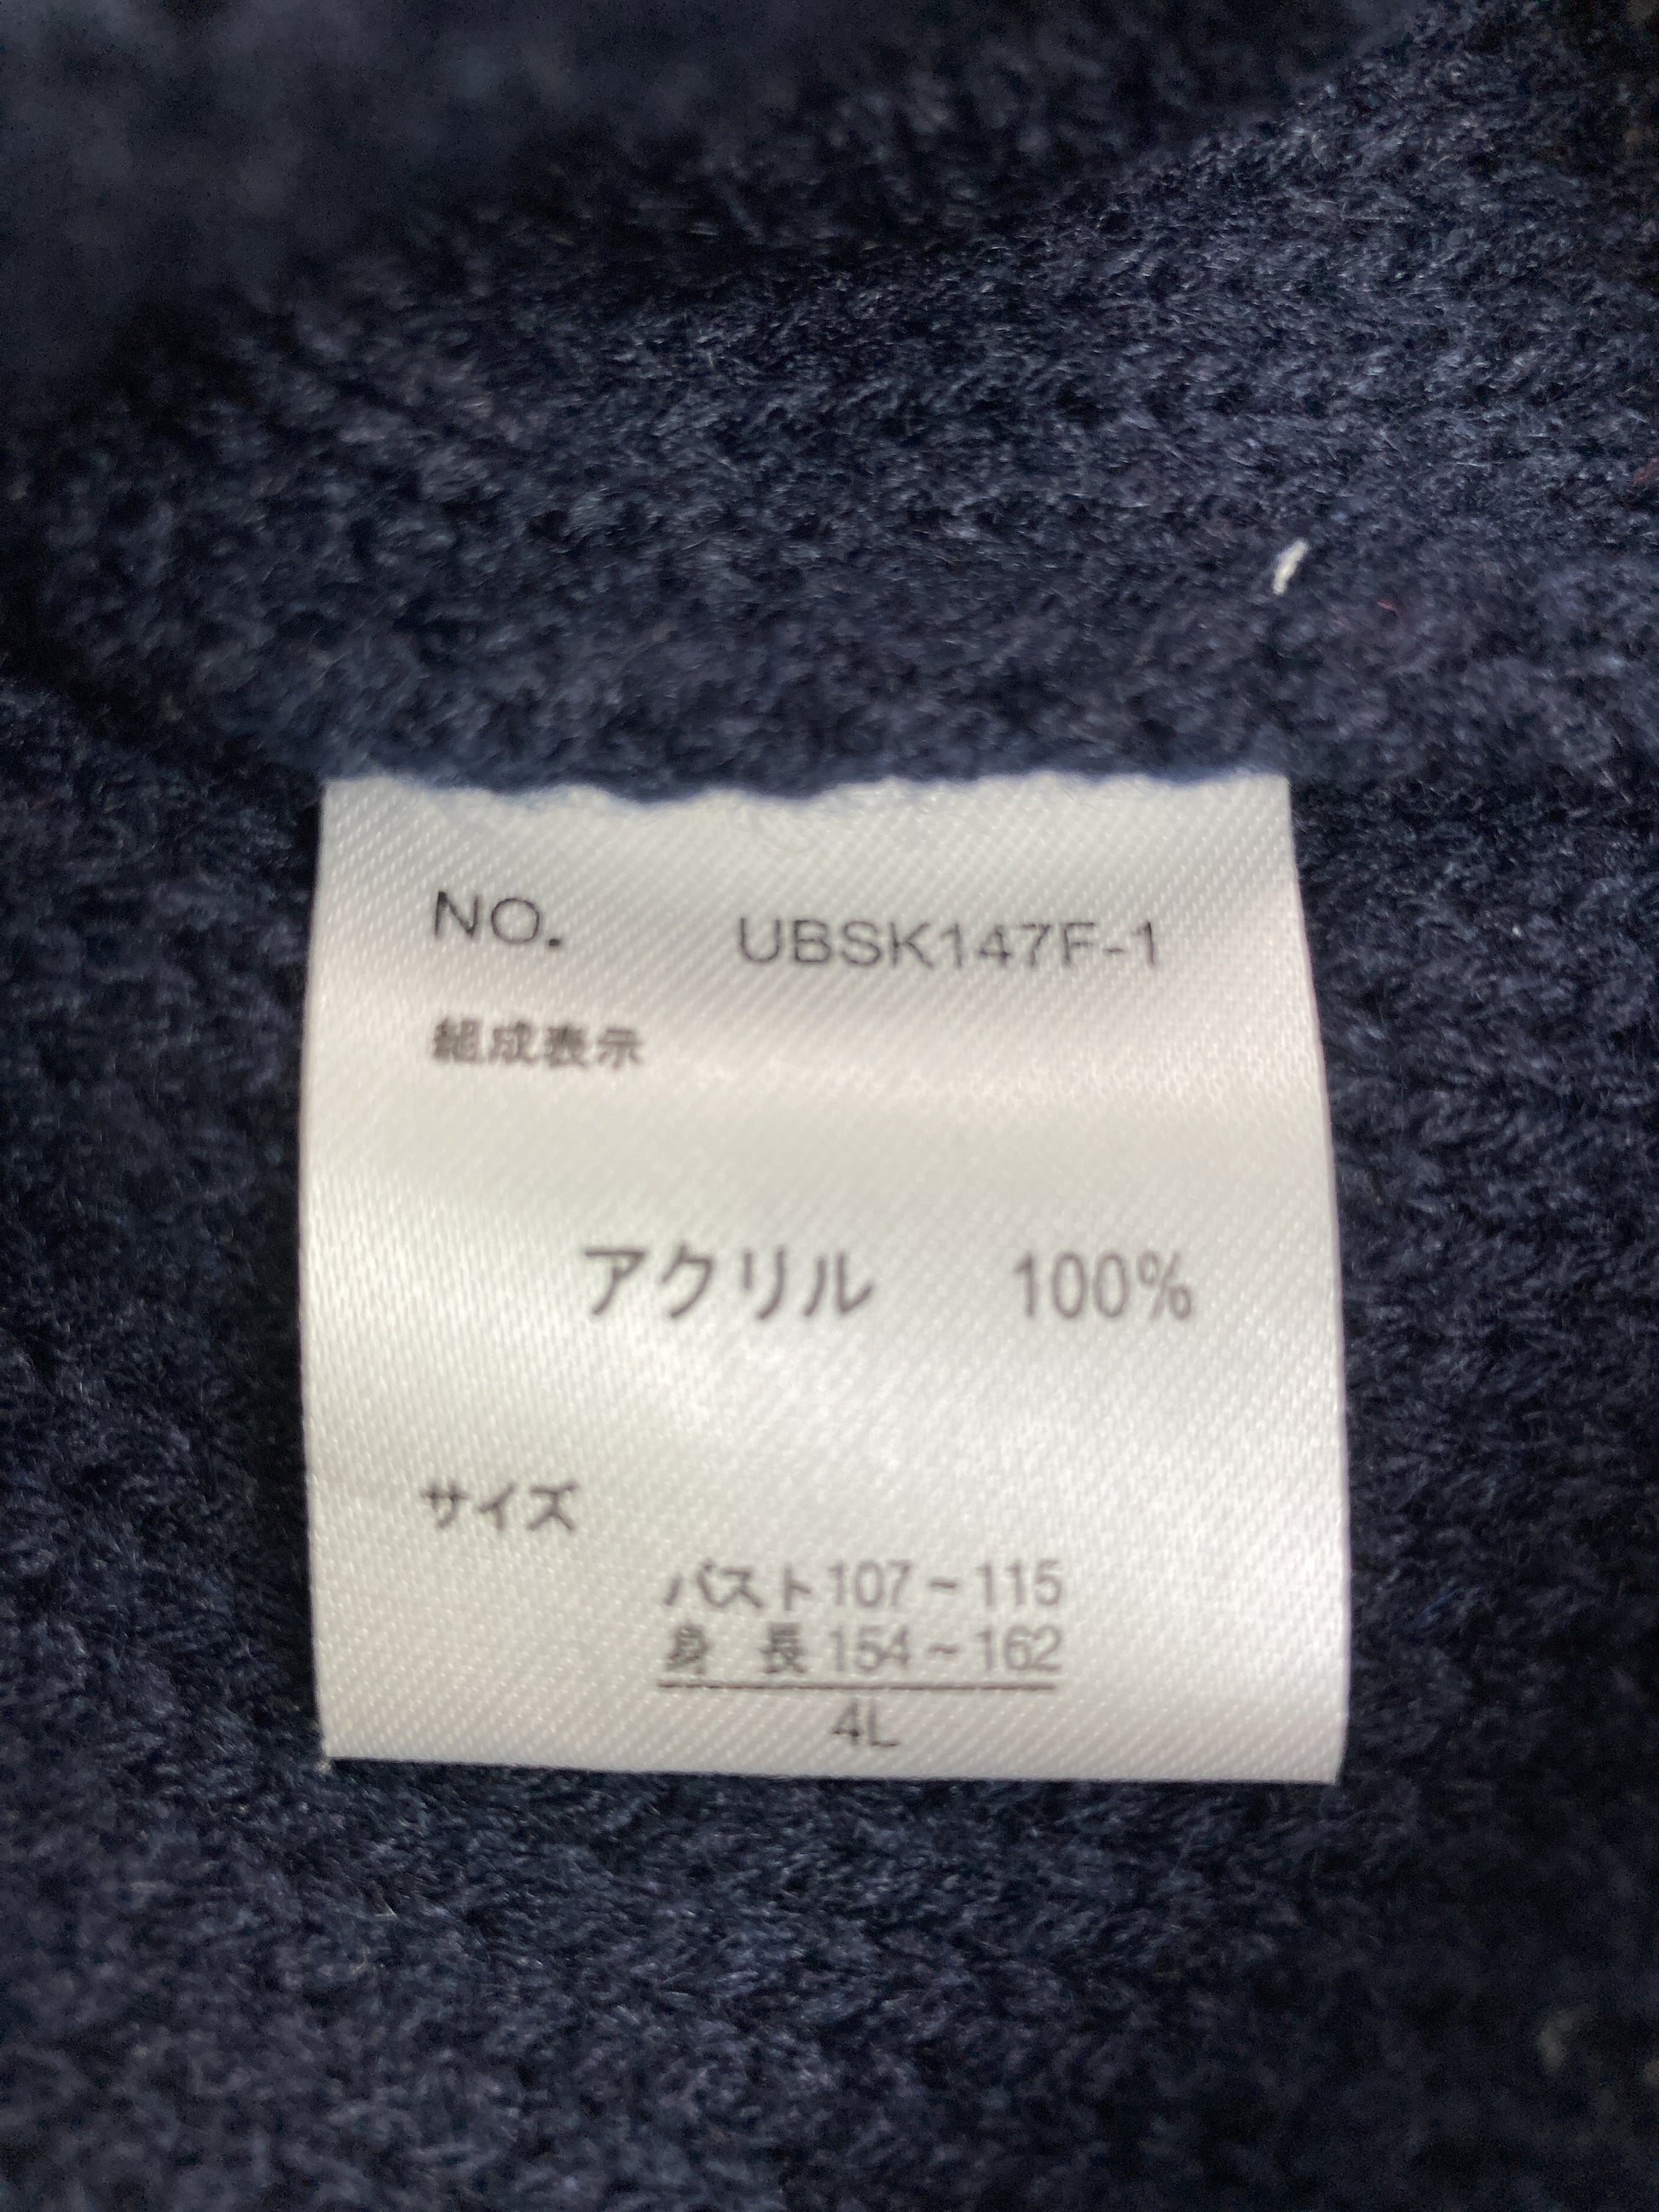 NO. UBSK147F-1
組成表示
アクリル 100%
サイズ
バスト107~115
身 長154~162
4L